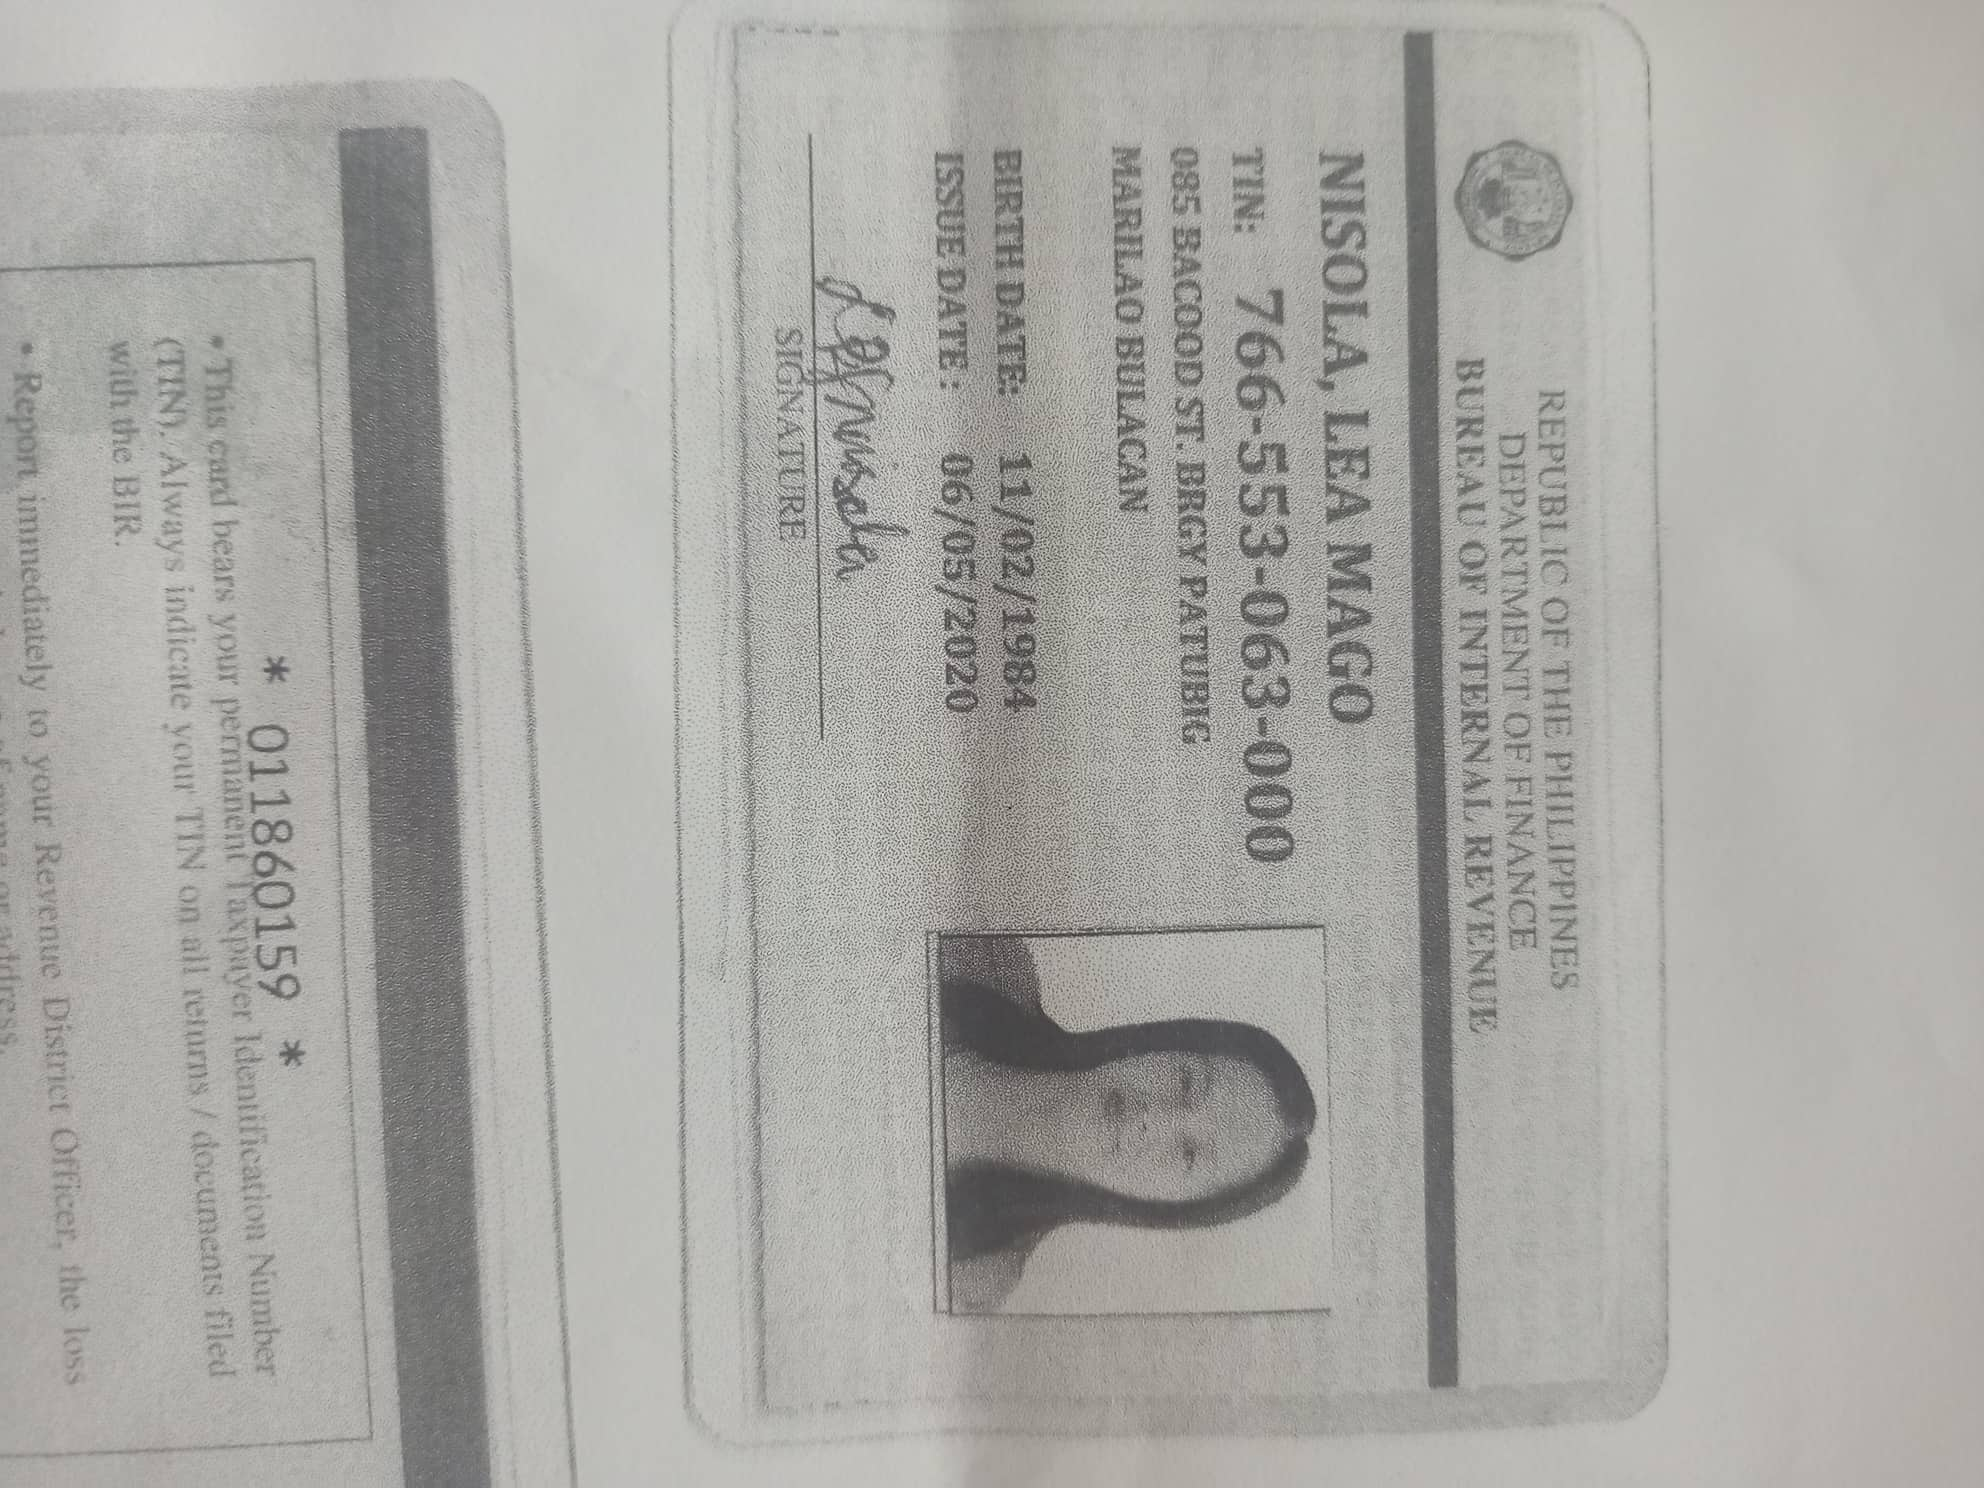 REPUBLIC OF THE PHILIPPINES
DEPARTMENT OF FINANCE
BUREAU OF INTERNAL REVENUE
NISOLA, LEA MAGO
TIN: 766-553-063-000
085 BACOOD ST. BRGY PATUBIG
MARILAO BULACAN
BIRTH DATE: 11/02/1984
ISSUE DATE: 06/05/2020
SIGNATURE
* 011860159 *
• This card bears your permanent Taxpayer Identification Number
(TIN). Always indicate your TIN on all returns / documents filed
with the BIR.
• Report immediately to your Revenue District Officer, the loss
or address.